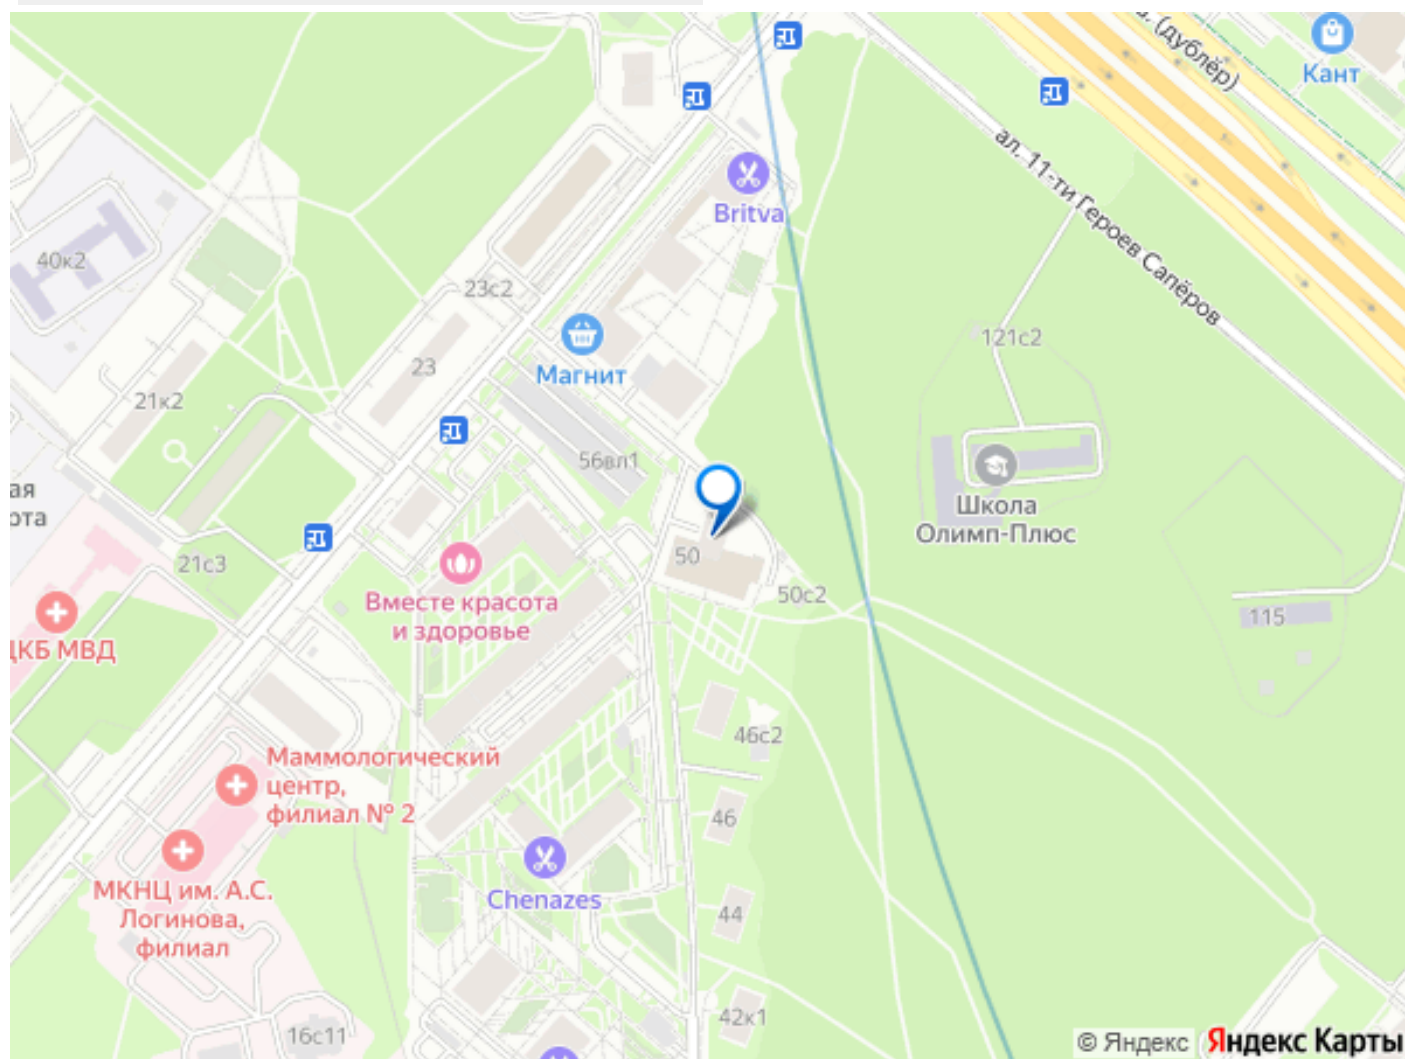 а. (дублёр)
Кант
ал. 11-ти Героев Сапёров
Britva
40к2
23с2
121с2
Магнит
23
21к2
56вл1
Школа
Олимп-Плюс
ая
рта
50
21с3
Вместе красота
и здоровье
50с2
115
ЦКБ МВД
46с2
Маммологический
центр,
филиал № 2
46
МКНЦ им. А.С.
Логинова,
филиал
Chenazes
44
42к1
16с11
© Яндекс Яндекс Карты